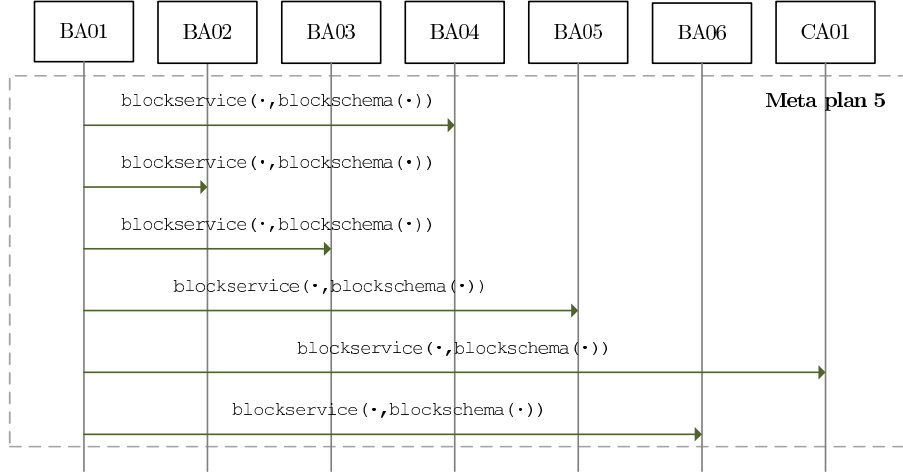 BA01 BA02 BA03 BA04 BA05 BA06 CA01
blockservice(·,blockschema(·)) Meta plan 5
blockservice(·,blockschema(·))
blockservice(·,blockschema(·))
blockservice(·,blockschema(·))
blockservice(·,blockschema(·))
blockservice(·,blockschema(·))